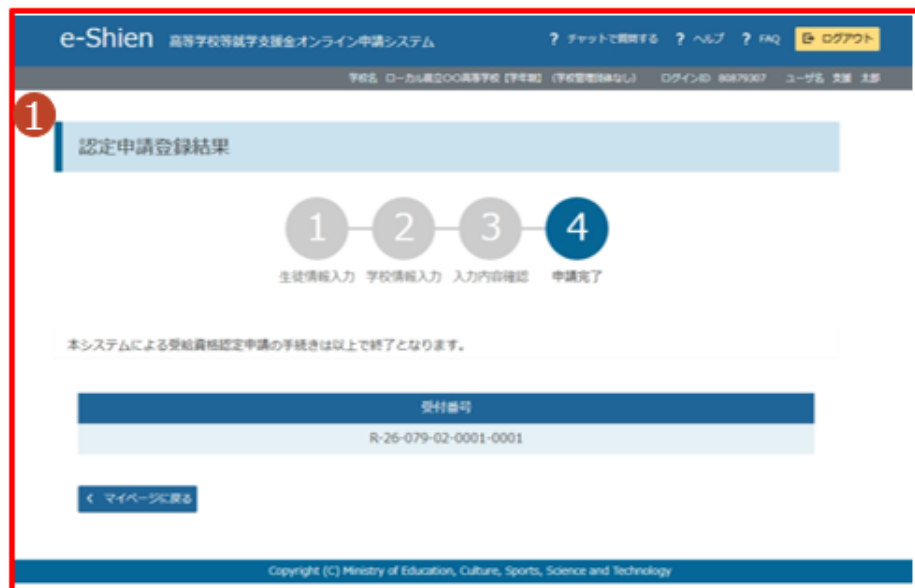 e-Shien 高等学校等就学支援金オンライン申請システム ? チャットで質問する ? ヘルプ ? FAQ ログアウト
学校名 ローカル県立〇〇高等学校【学年制】 (学校管理団体なし) ログインID 80879307 ユーザ名 支援 太郎
1
認定申請登録結果
1 2 3 4
生徒情報入力 学校情報入力 入力内容確認 申請完了
本システムによる受給資格認定申請の手続きは以上で終了となります。
受付番号
R-26-079-02-0001-0001
マイページに戻る
Copyright (C) Ministry of Education, Culture, Sports, Science and Technology